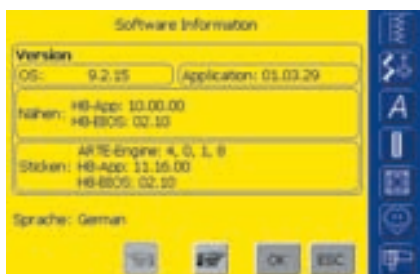 Software Information
Version
OS: 9.2.15 Application: 01.03.29
Nähen: HB-App: 10.00.00
HB-BIOS: 02.10
ARTE-Engine: 4, 0, 1, 8
Sticken: HB-App: 11.16.00
HB-BIOS: 02.10
Sprache: German
OK ESC
A